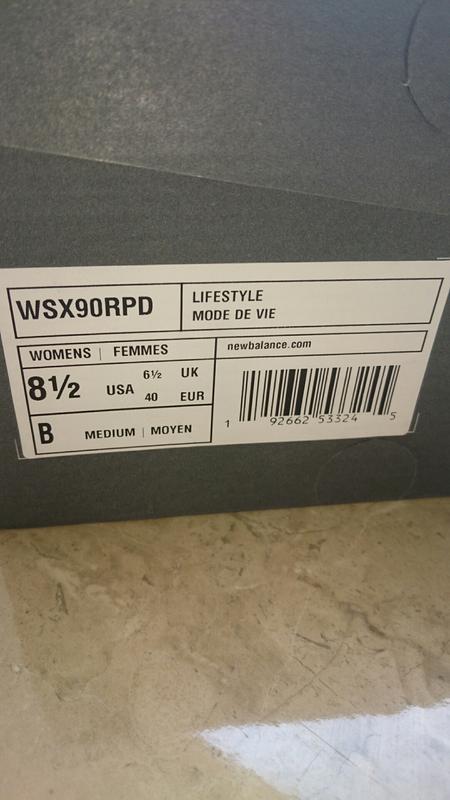 WSX90RPD
LIFESTYLE
MODE DE VIE
WOMENS | FEMMES
newbalance.com
8½ USA 6½ UK
40 EUR
B MEDIUM | MOYEN
1 92662 53324 5